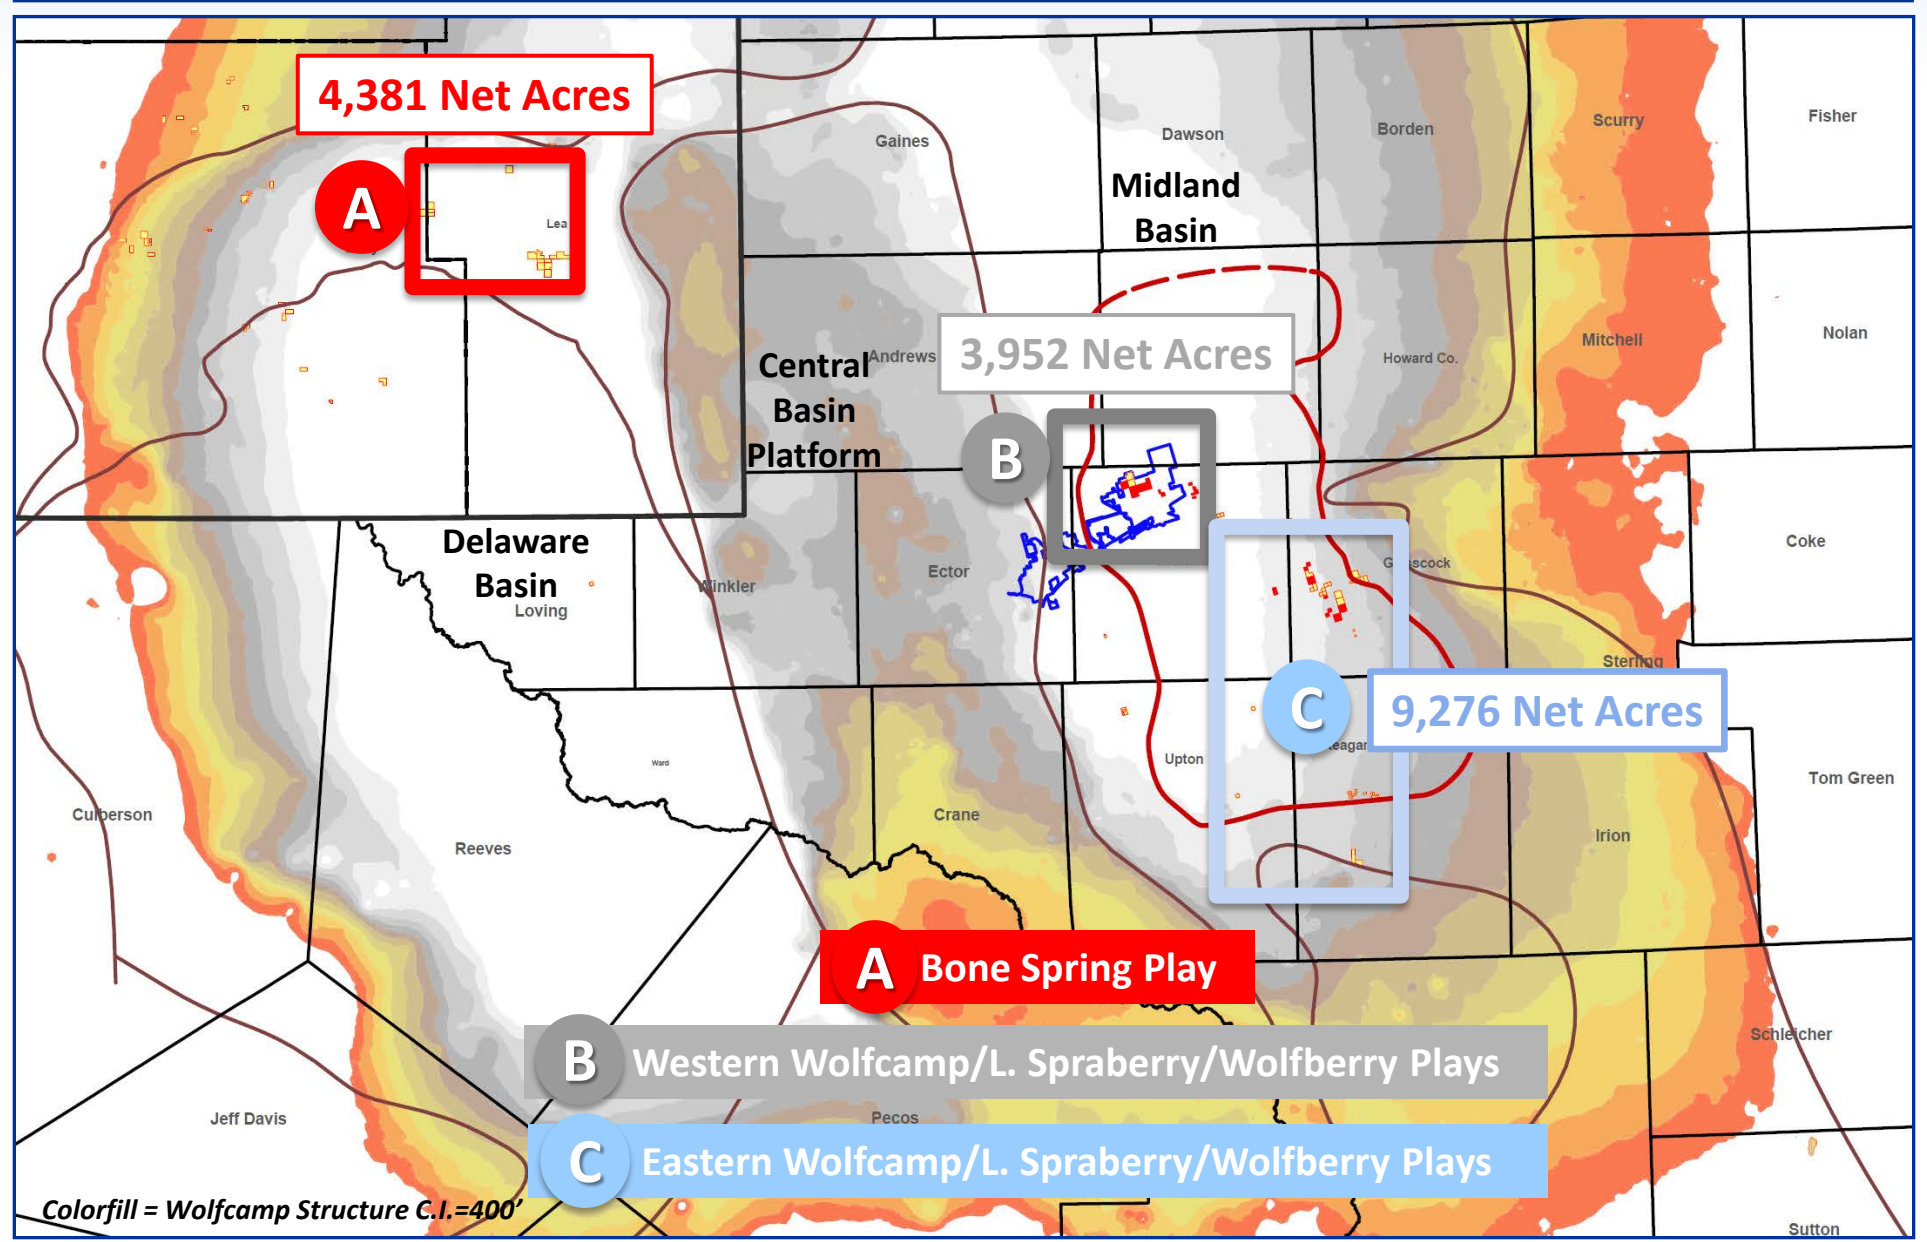 4,381 Net Acres
A
Lea
Gaines
Dawson
Borden
Scurry
Fisher
Midland
Basin
3,952 Net Acres
Andrews
Central
Basin
Platform
B
Howard Co.
Mitchell
Nolan
Delaware
Basin
Loving
Winkler
Ector
Coke
Sterling
C
9,276 Net Acres
Upton
Ward
Tom Green
Culberson
Reeves
Crane
Irion
A Bone Spring Play
B Western Wolfcamp/L. Spraberry/Wolfberry Plays
Schleicher
Jeff Davis
Pecos
C Eastern Wolfcamp/L. Spraberry/Wolfberry Plays
Colorfill = Wolfcamp Structure C.I.=400’
Sutton